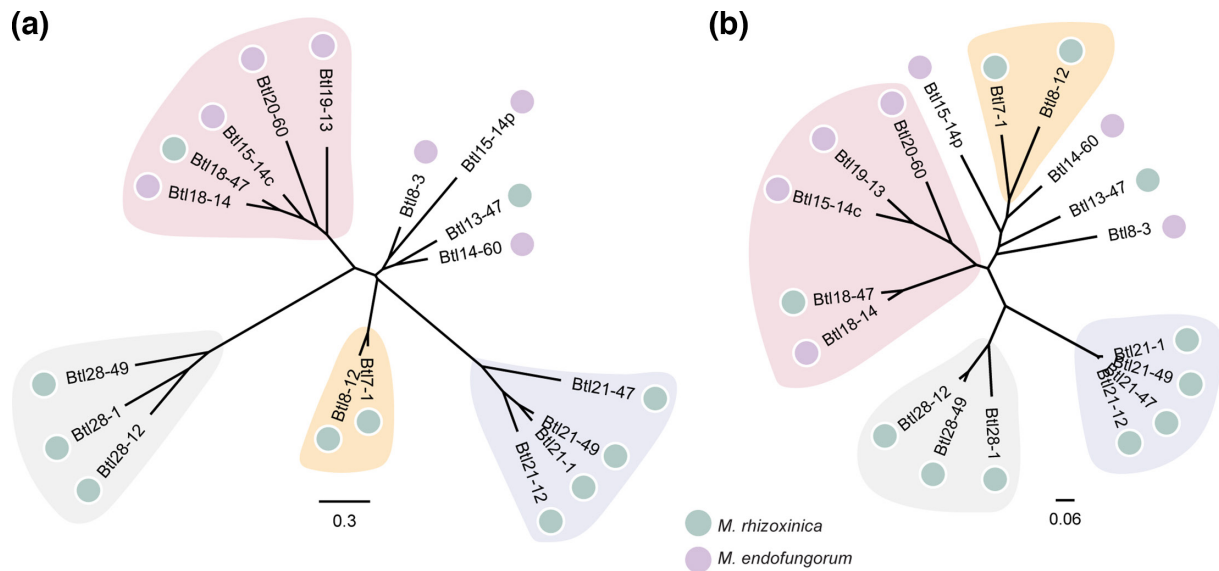 (a)
Btl19-13
Btl20-60
Btl15-14c
Btl18-47
Btl18-14
Btl8-3
Btl15-14p
Btl13-47
Btl14-60
Btl28-49
Btl28-1
Btl28-12
Btl8-12
Btl7-1
Btl21-47
Btl21-49
Btl21-1
Btl21-12
0.3
(b)
Btl15-14p
Btl7-1
Btl8-12
Btl14-60
Btl13-47
Btl8-3
Btl20-60
Btl19-13
Btl15-14c
Btl18-47
Btl18-14
Btl28-12
Btl28-49
Btl28-1
Btl21-1
Btl21-49
Btl21-47
Btl21-12
0.06
M. rhizoxinica
M. endofungorum